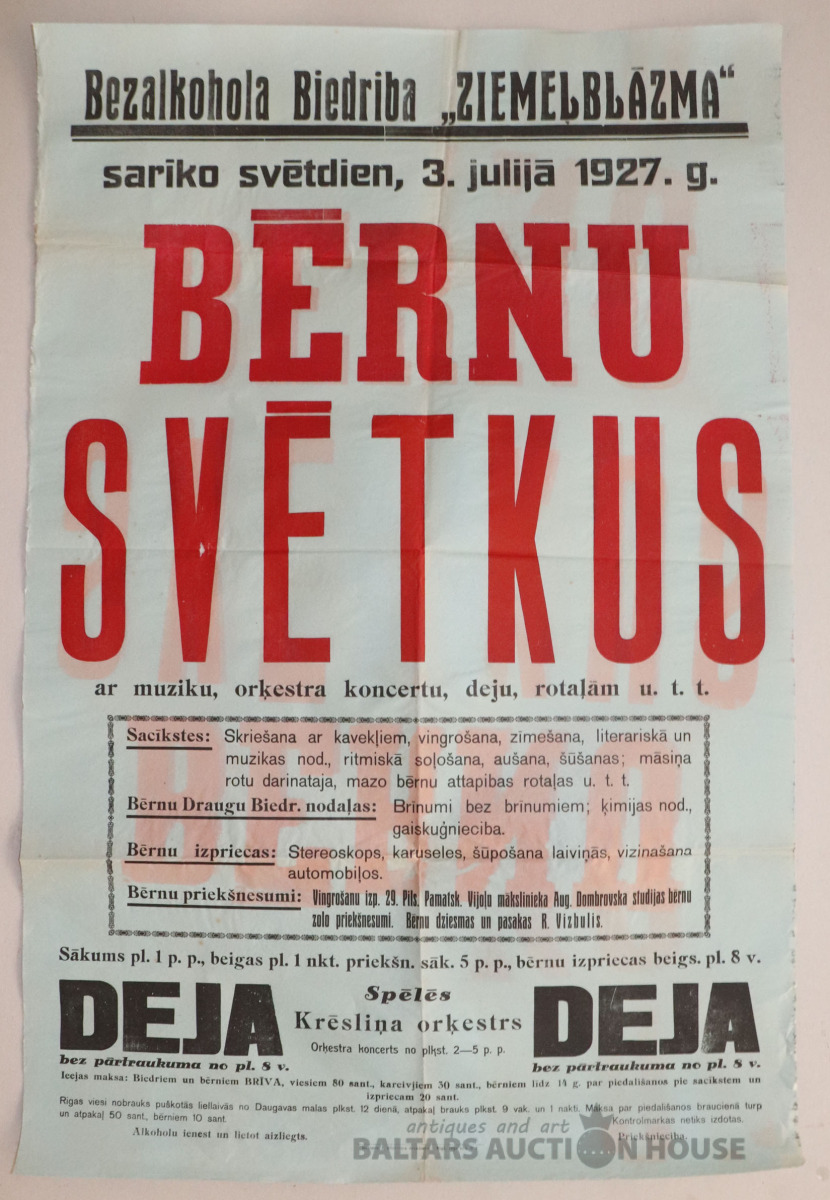 Bezalkohola Biedriba „ZIEMEĻBLĀZMA“
sarīko svētdien, 3. julijā 1927. g.
BĒRNU
SVĒTKUS
ar muziku, orķestra koncertu, deju, rotaļām u. t. t.
Sacīkstes: Skriešana ar kavekļiem, vingrošana, zīmešana, literariskā un
muzikas nod., ritmiskā soļošana, aušana, šūšanas; māsiņa
rotu darinataja, mazo bērnu attapibas rotaļas u. t. t.
Bērnu Draugu Biedr. nodaļas: Brīnumi bez brīnumiem; ķimijas nod.,
gaiskuģnieciba.
Bērnu izpriecas: Stereoskops, karuseles, šūpošana laiviņās, vizinašana
automobiļos.
Bērnu priekšnesumi: Vingrošanu izp. 29. Pils. Pamatsk. Vijoļu mākslinieka Aug. Dombrovska studijas bērnu
zolo priekšnesumi. Bērnu dziesmas un pasakas R. Vizbulis.
Sākums pl. 1 p. p., beigas pl. 1 nkt. priekšn. sāk. 5 p. p., bērnu izpriecas beigs. pl. 8 v.
DEJA
bez pārtraukuma no pl. 8 v.
Spēlēs
Krēsliņa orķestrs
Orķestra koncerts no plkst. 2—5 p. p.
DEJA
bez pārtraukuma no pl. 8 v.
Ieejas maksa: Biedriem un bērniem BRĪVA, viesiem 80 sant., kareivjiem 30 sant., bērniem līdz 14 g. par piedališanos pie sacikstem un
izpriecam 20 sant.
Rigas viesi nobrauks puškotās liellaivās no Daugavas malas plkst. 12 dienā, atpakaļ brauks plkst. 9 vak. un 1 nakti. Maksa par piedališanos braucienā turp
un atpakaļ 50 sant., bērniem 10 sant.
Kontrolmarkas netiks izdotas.
Alkoholu ienest un lietot aizliegts.
Priekšnieciba.
antiques and art
BALTARS AUCTION HOUSE